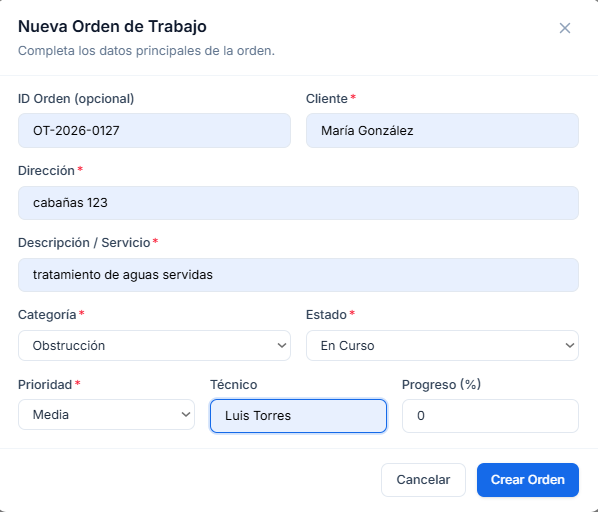 Nueva Orden de Trabajo
Completa los datos principales de la orden.
ID Orden (opcional) Cliente *
OT-2026-0127 María González
Dirección *
cabañas 123
Descripción / Servicio *
tratamiento de aguas servidas
Categoría * Estado *
Obstrucción En Curso
Prioridad * Técnico Progreso (%)
Media Luis Torres 0
Cancelar Crear Orden